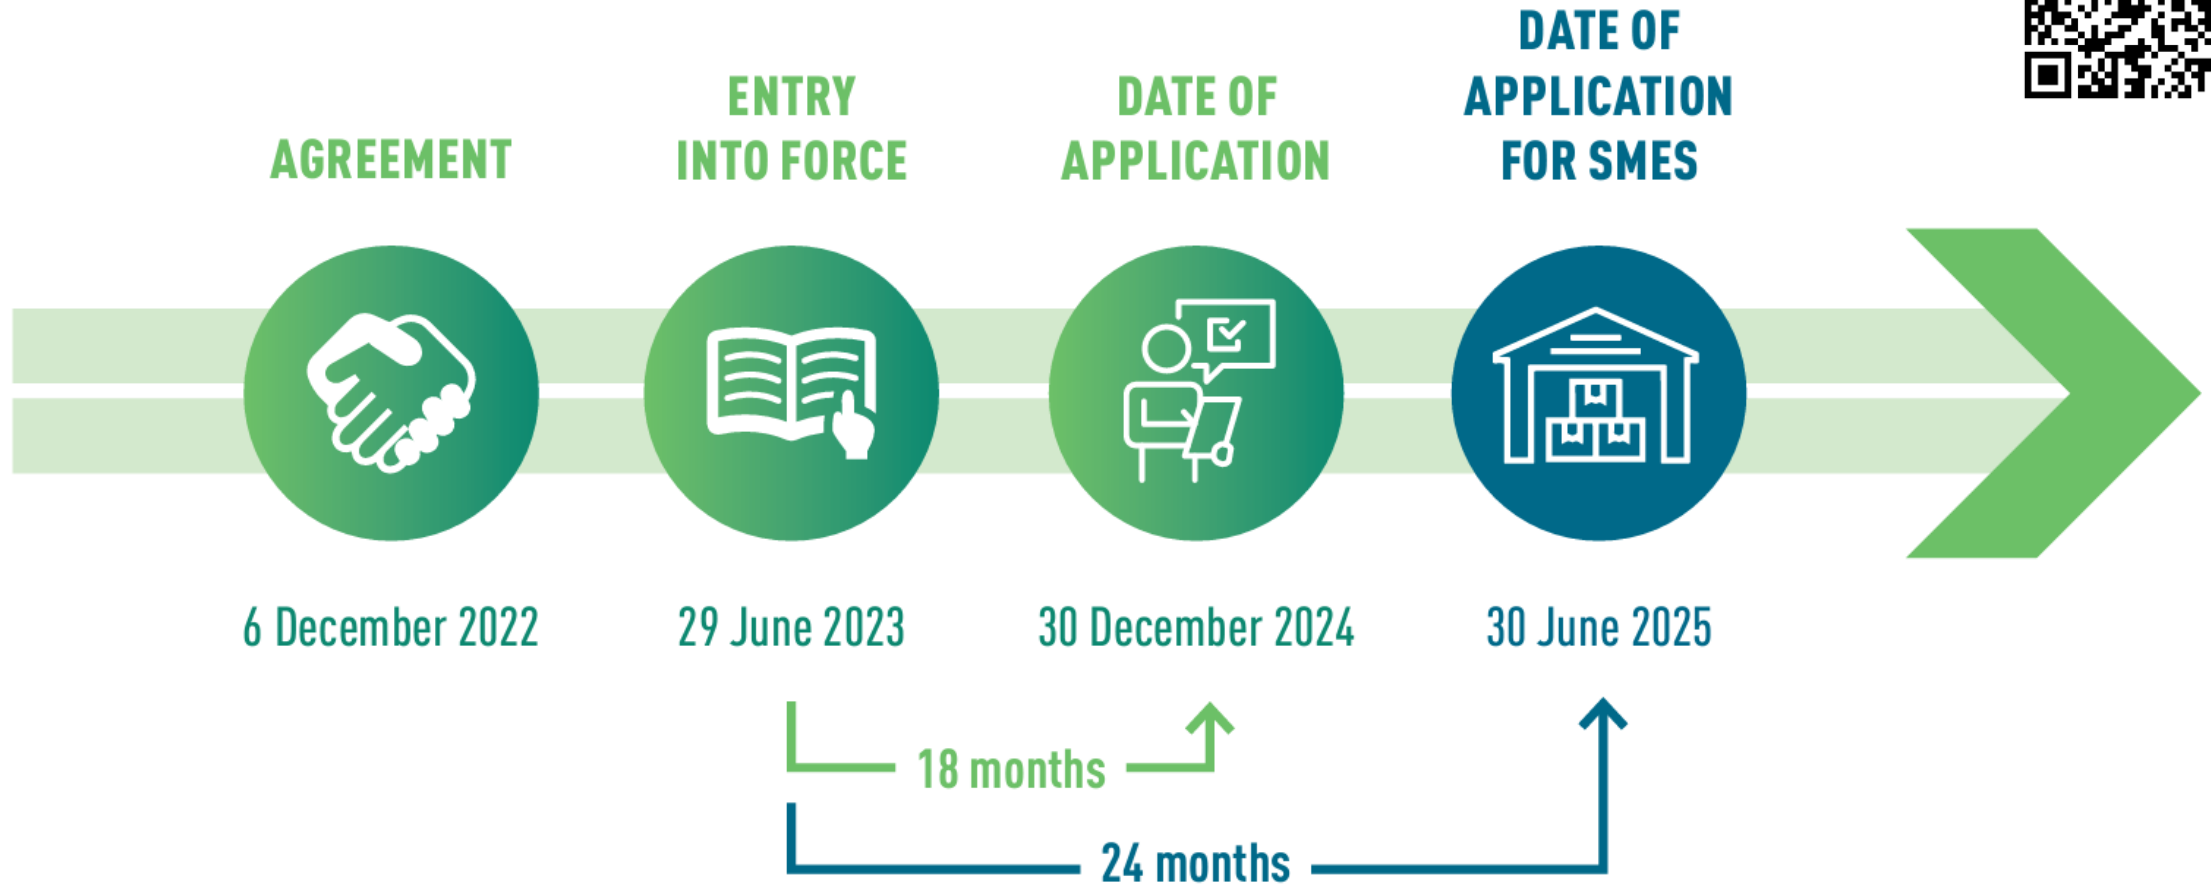 AGREEMENT
6 December 2022
ENTRY
INTO FORCE
29 June 2023
DATE OF
APPLICATION
30 December 2024
DATE OF
APPLICATION
FOR SMES
30 June 2025
18 months
24 months